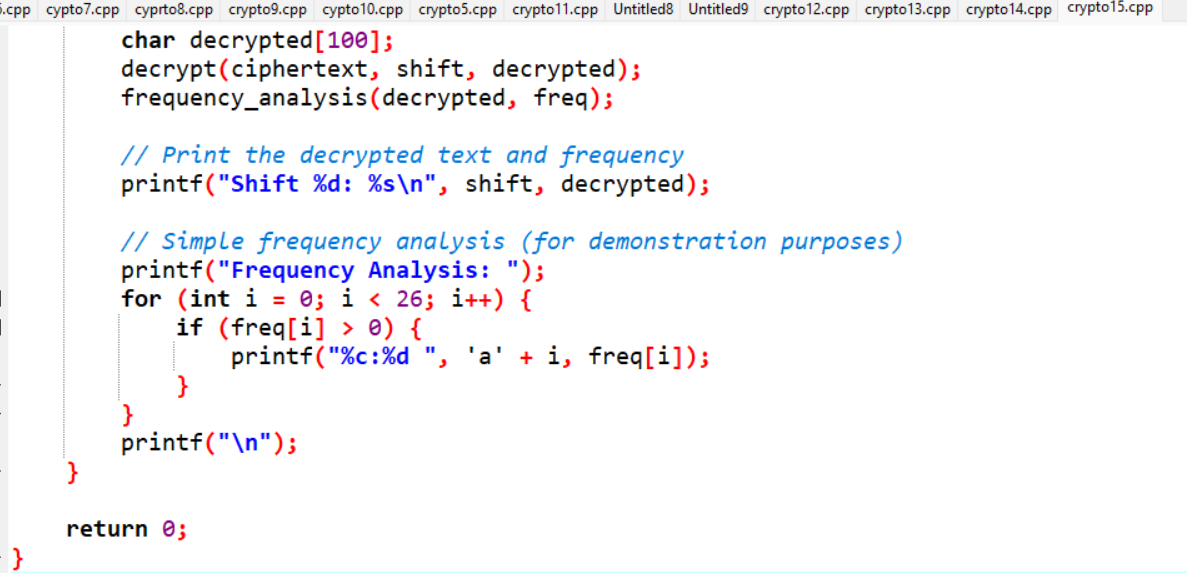 .cpp cypto7.cpp cyprto8.cpp crypto9.cpp cypto10.cpp crypto5.cpp crypto11.cpp Untitled8 Untitled9 crypto12.cpp crypto13.cpp crypto14.cpp crypto15.cpp
char decrypted[100];
decrypt(ciphertext, shift, decrypted);
frequency_analysis(decrypted, freq);
// Print the decrypted text and frequency
printf("Shift %d: %s\n", shift, decrypted);
// Simple frequency analysis (for demonstration purposes)
printf("Frequency Analysis: ");
for (int i = 0; i < 26; i++) {
if (freq[i] > 0) {
printf("%c:%d ", 'a' + i, freq[i]);
}
}
printf("\n");
}
return 0;
}